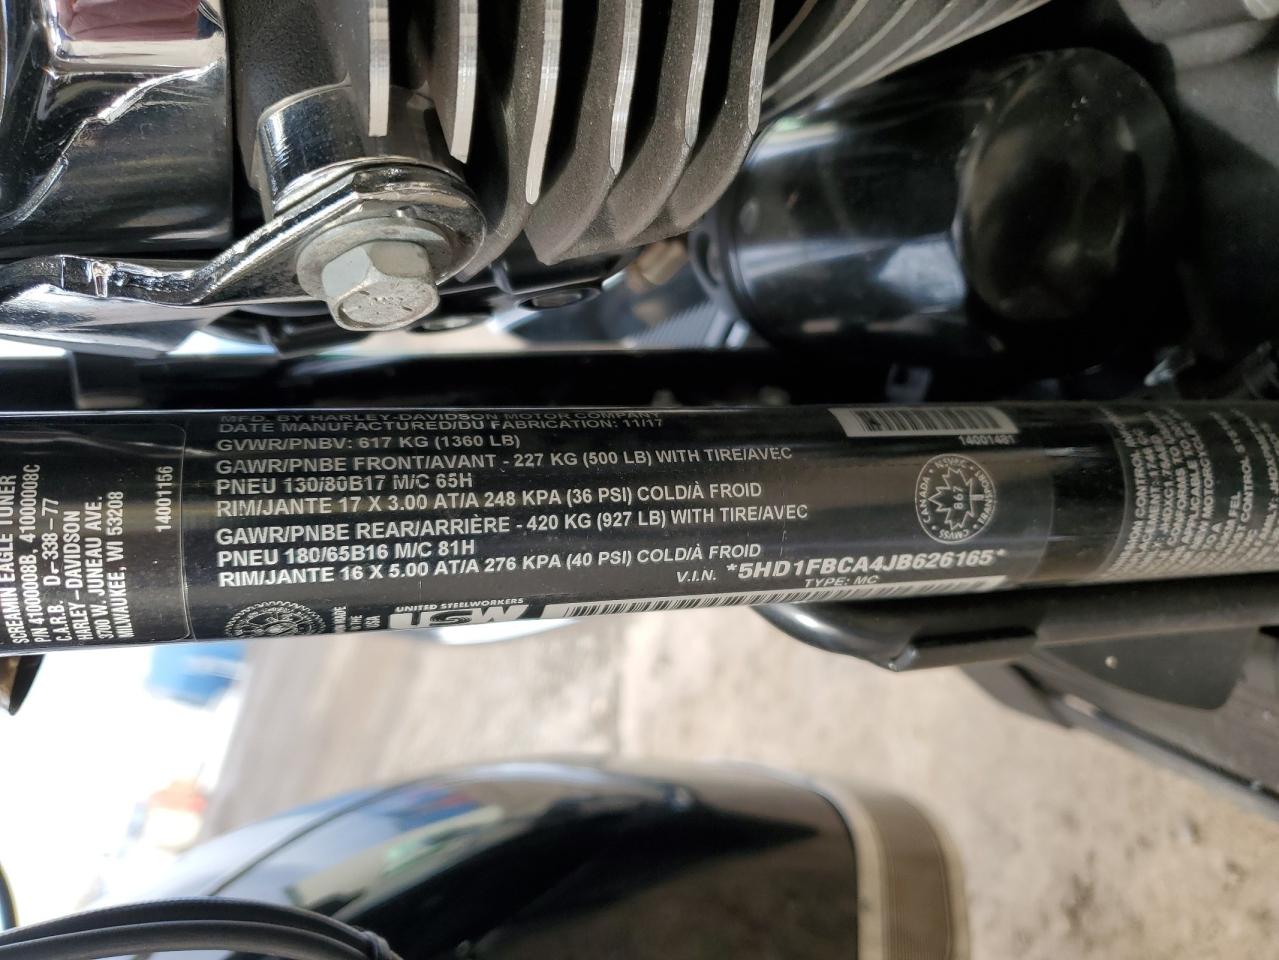 SCREAMIN EAGLE TUNER
P/N 41000008B, 41000008C
C.A.R.B. D-338-77
HARLEY-DAVIDSON
3700 W. JUNEAU AVE.
MILWAUKEE, WI 53208
14001156
MFD. BY HARLEY-DAVIDSON MOTOR COMPANY
DATE MANUFACTURED/DU FABRICATION: 11/17
GVWR/PNBV: 617 KG (1360 LB)
GAWR/PNBE FRONT/AVANT - 227 KG (500 LB) WITH TIRE/AVEC
PNEU 130/80B17 M/C 65H
RIM/JANTE 17 X 3.00 AT/A 248 KPA (36 PSI) COLD/À FROID
GAWR/PNBE REAR/ARRIÈRE - 420 KG (927 LB) WITH TIRE/AVEC
PNEU 180/65B16 M/C 81H
RIM/JANTE 16 X 5.00 AT/A 276 KPA (40 PSI) COLD/À FROID
V.I.N. *5HD1FBCA4JB626165*
TYPE: MC
14001481
CANADA TRANSPORT
867
UNITED STEELWORKERS
USW
MADE
USA